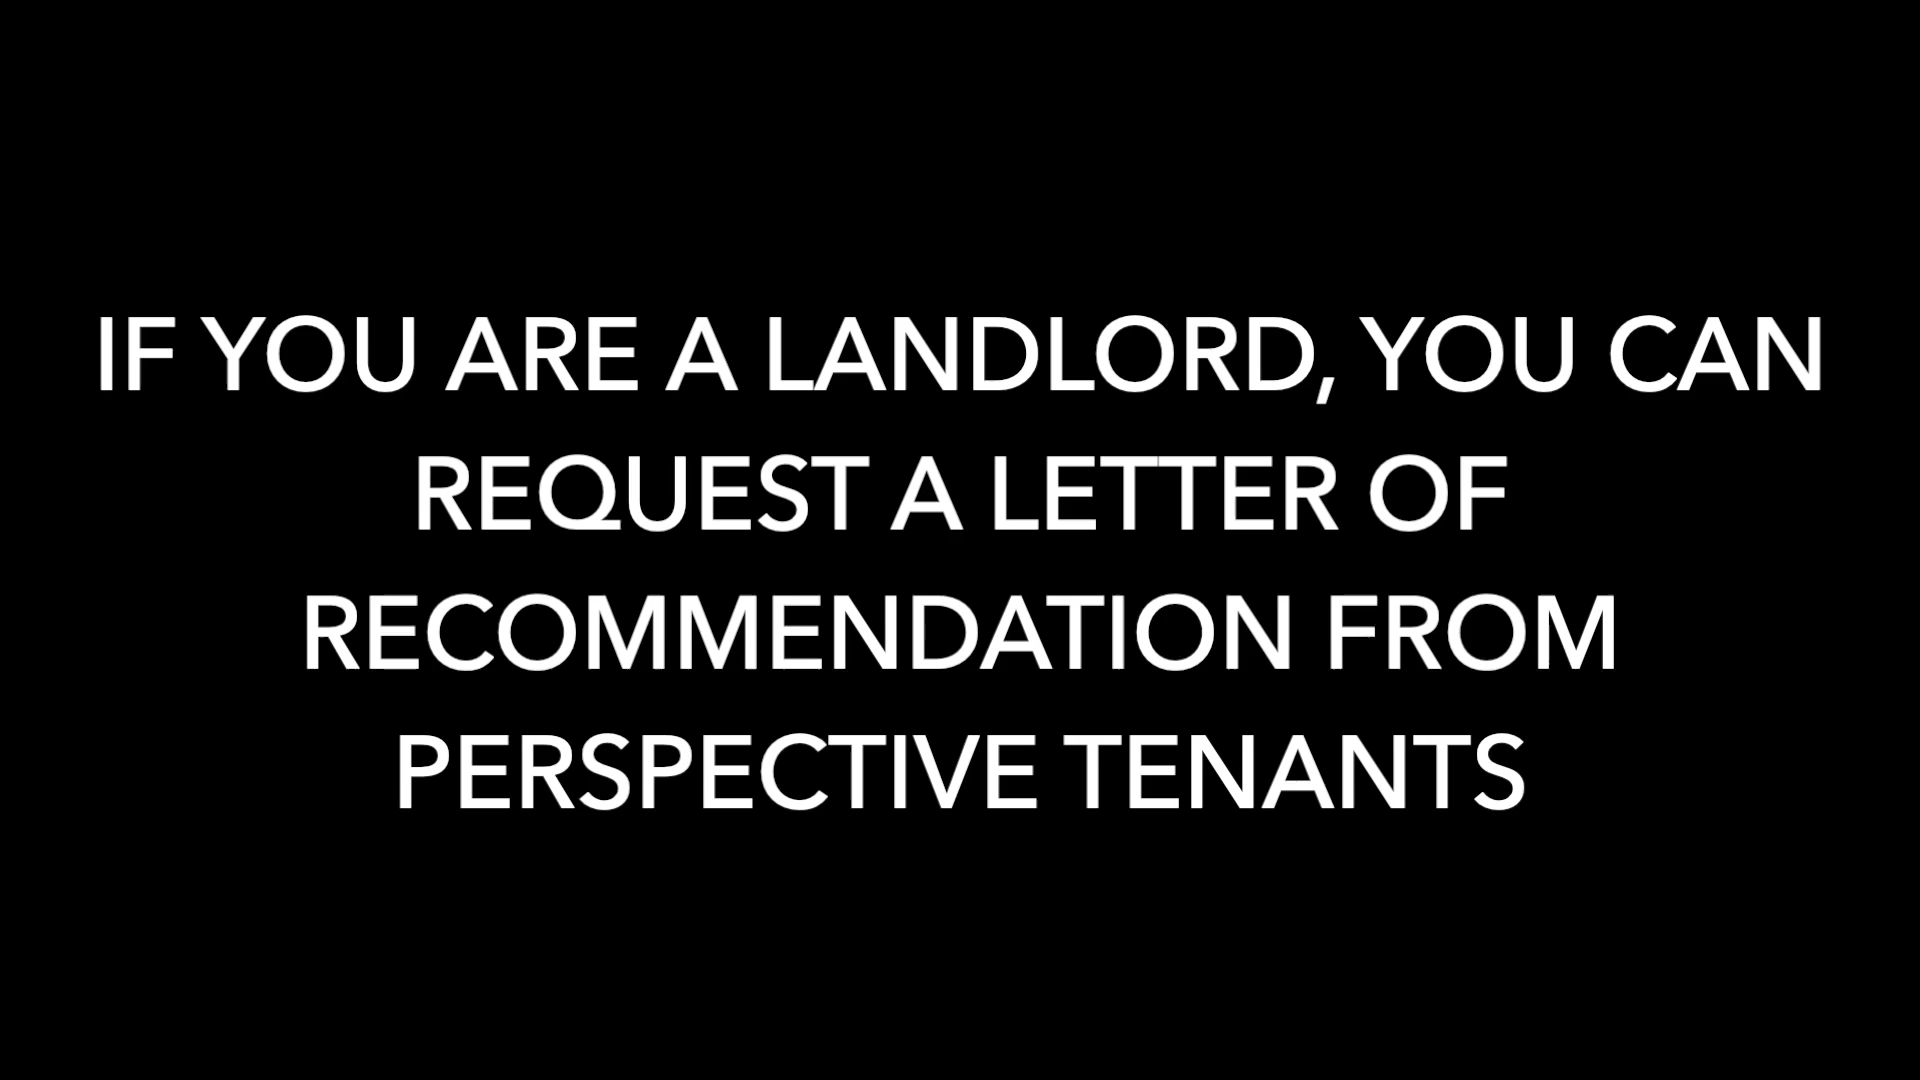 IF YOU ARE A LANDLORD, YOU CAN
REQUEST A LETTER OF
RECOMMENDATION FROM
PERSPECTIVE TENANTS